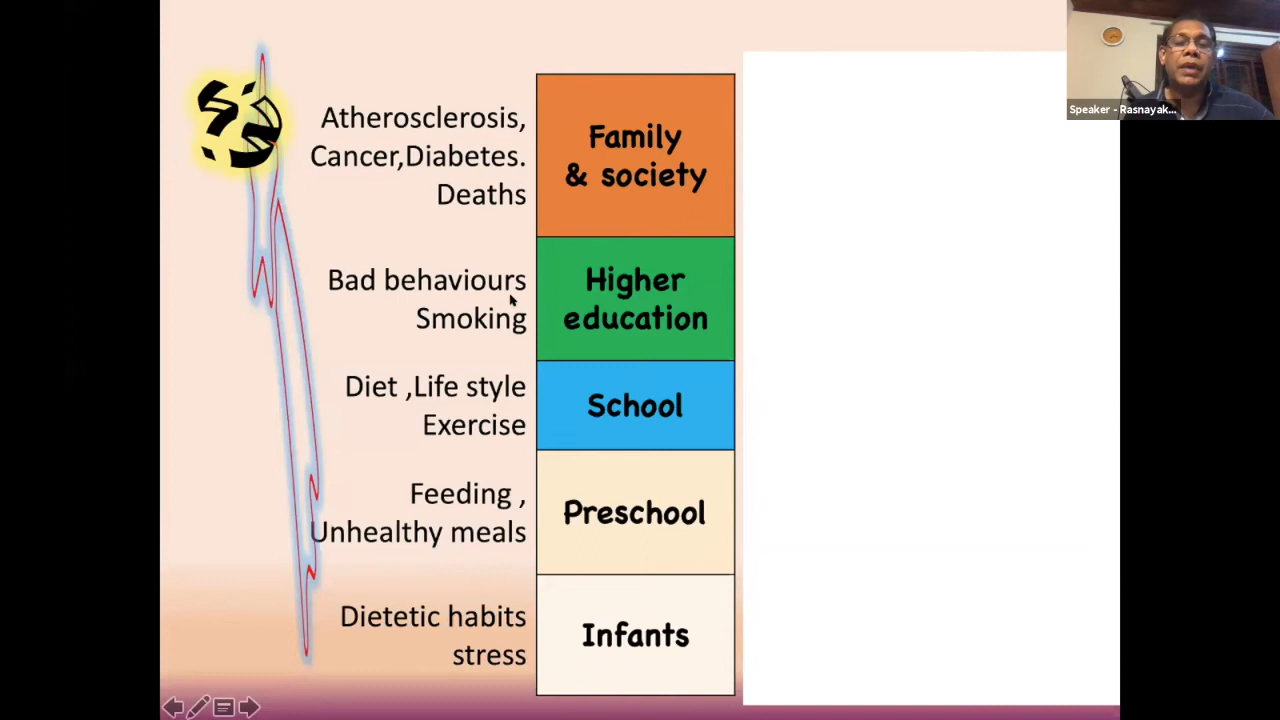 Speaker - Rasnayak...
Atherosclerosis,
Cancer,Diabetes.
Deaths
Family
& society
Bad behaviours
Smoking
Higher
education
Diet ,Life style
Exercise
School
Feeding ,
Unhealthy meals
Preschool
Dietetic habits
stress
Infants